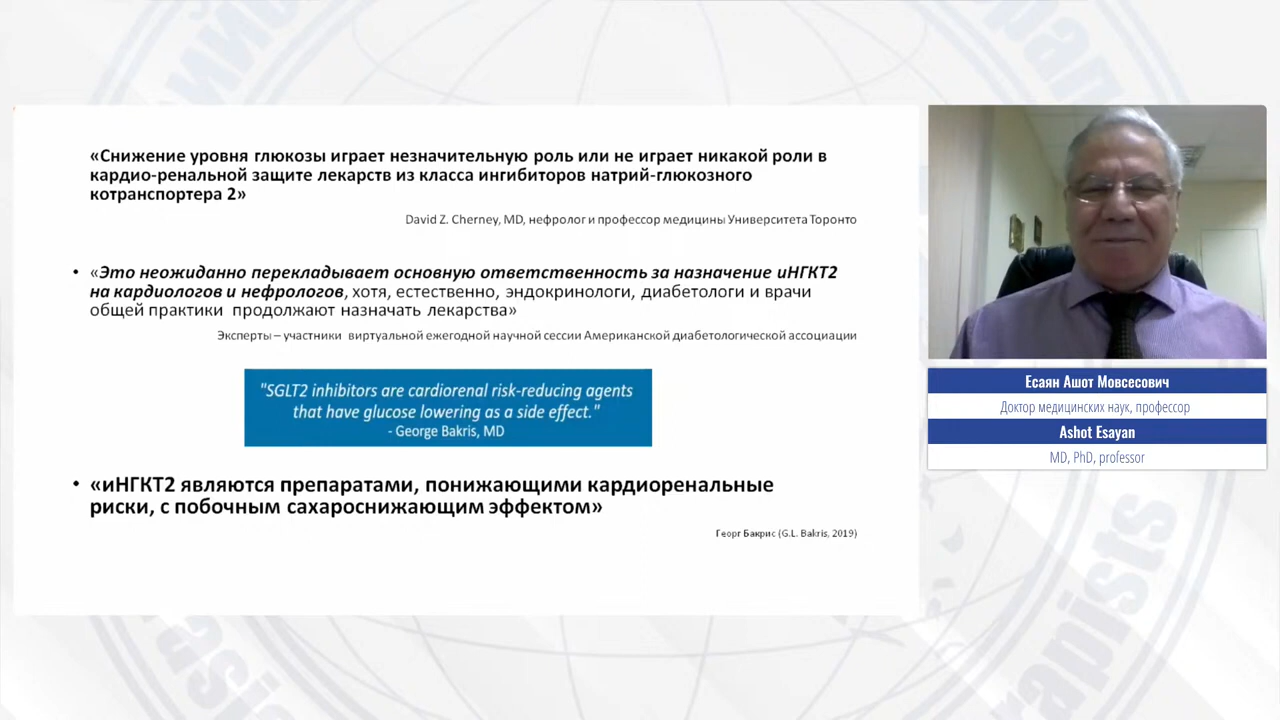 «Снижение уровня глюкозы играет незначительную роль или не играет никакой роли в
кардио-ренальной защите лекарств из класса ингибиторов натрий-глюкозного
котранспортера 2»
David Z. Cherney, MD, нефролог и профессор медицины Университета Торонто
• «Это неожиданно перекладывает основную ответственность за назначение иНГКТ2
на кардиологов и нефрологов, хотя, естественно, эндокринологи, диабетологи и врачи
общей практики продолжают назначать лекарства»
Эксперты – участники виртуальной ежегодной научной сессии Американской диабетологической ассоциации
"SGLT2 inhibitors are cardiorenal risk-reducing agents
that have glucose lowering as a side effect."
- George Bakris, MD
• «иНГКТ2 являются препаратами, понижающими кардиоренальные
риски, с побочным сахароснижающим эффектом»
Георг Бакрис (G.L. Bakris, 2019)
Есаян Ашот Мовсесович
Доктор медицинских наук, профессор
Ashot Esayan
MD, PhD, professor